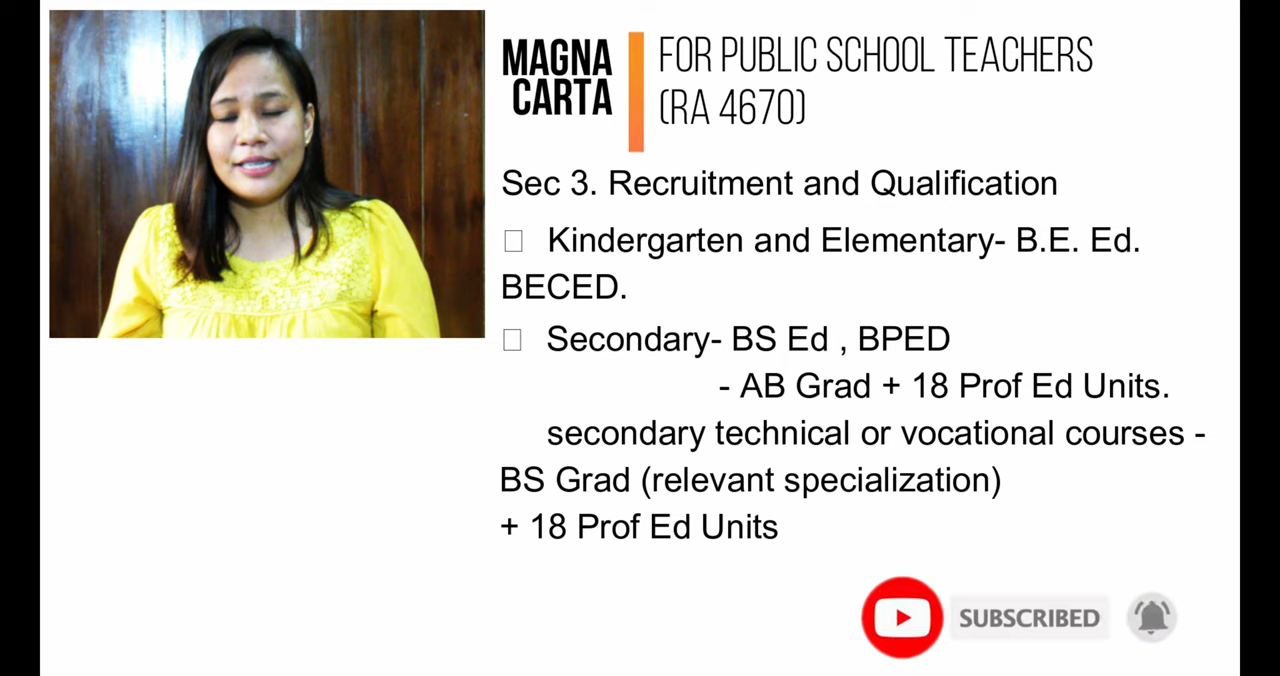 MAGNA
CARTA
FOR PUBLIC SCHOOL TEACHERS
(RA 4670)
Sec 3. Recruitment and Qualification
Kindergarten and Elementary- B.E. Ed.
BECED.
Secondary- BS Ed , BPED
- AB Grad + 18 Prof Ed Units.
secondary technical or vocational courses -
BS Grad (relevant specialization)
+ 18 Prof Ed Units
SUBSCRIBED